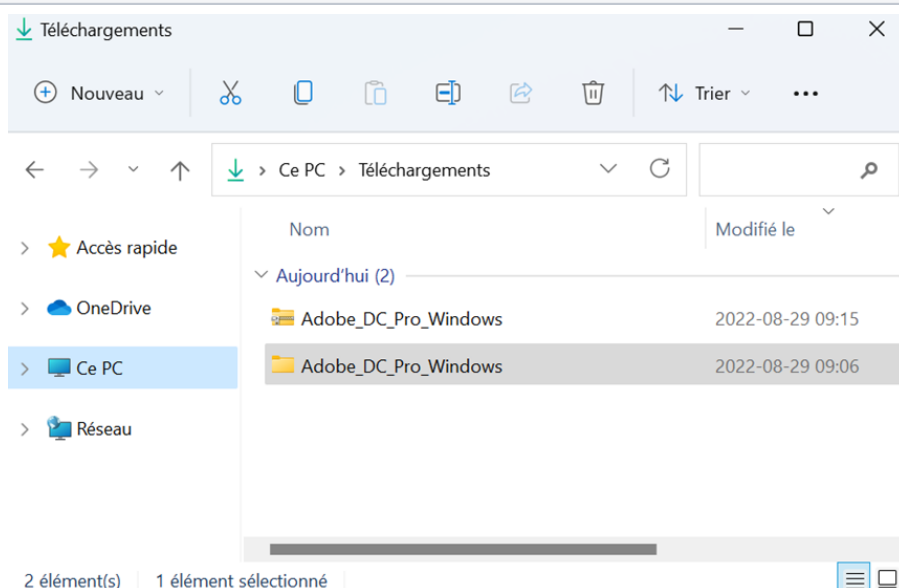 Téléchargements
Nouveau
Trier
Ce PC > Téléchargements
Nom
Modifié le
Accès rapide
Aujourd'hui (2)
OneDrive
Adobe_DC_Pro_Windows 2022-08-29 09:15
Ce PC
Adobe_DC_Pro_Windows 2022-08-29 09:06
Réseau
2 élément(s) 1 élément sélectionné